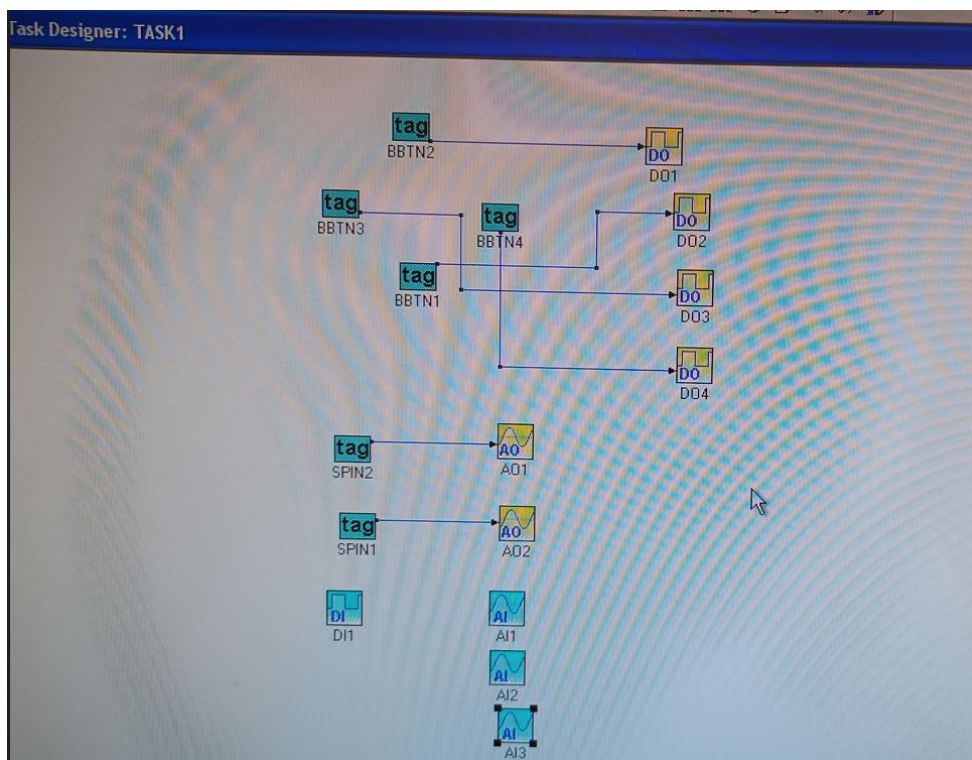 Task Designer: TASK1
tag
BBTN2
DO
DO1
tag
BBTN3
tag
BBTN4
DO
DO2
tag
BBTN1
DO
DO3
DO
DO4
tag
SPIN2
AO
AO1
tag
SPIN1
AO
AO2
DI
DI1
AI
AI1
AI
AI2
AI
AI3